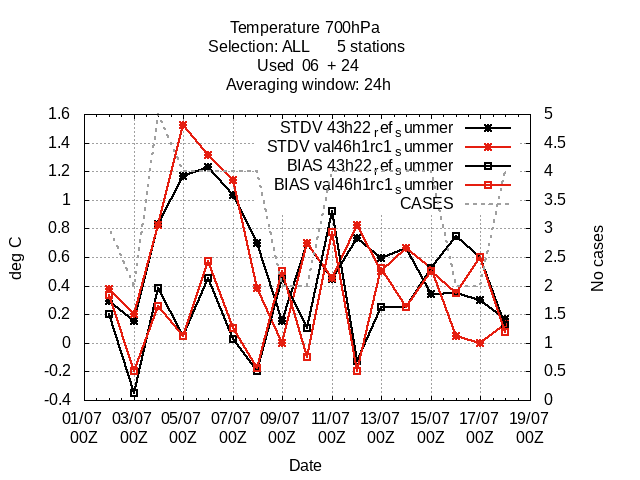 Temperature 700hPa
Selection: ALL      5 stations
Used  06  + 24
Averaging window: 24h
STDV 43h22refsummer
STDV val46h1rc1summer
BIAS 43h22refsummer
BIAS val46h1rc1summer
CASES
deg C
1.6
1.4
1.2
1
0.8
0.6
0.4
0.2
0
-0.2
-0.4
5
4.5
4
3.5
3
2.5
2
1.5
1
0.5
0
No cases
01/07 03/07 05/07 07/07 09/07 11/07 13/07 15/07 17/07 19/07
00Z 00Z 00Z 00Z 00Z 00Z 00Z 00Z 00Z 00Z
Date